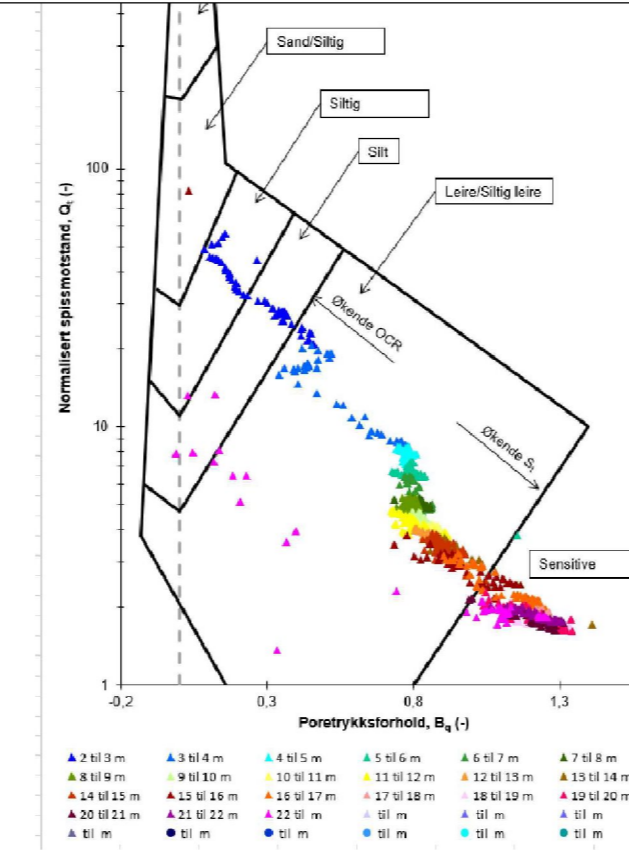 Sand/Siltig
Siltig
Silt
Leire/Siltig leire
Økende OCR
Økende St
Sensitive
Normalisert spissmotstand, Qt (-)
100
10
1
-0,2 0,3 0,8 1,3
Poretrykksforhold, Bq (-)
2 til 3 m 3 til 4 m 4 til 5 m 5 til 6 m 6 til 7 m 7 til 8 m
8 til 9 m 9 til 10 m 10 til 11 m 11 til 12 m 12 til 13 m 13 til 14 m
14 til 15 m 15 til 16 m 16 til 17 m 17 til 18 m 18 til 19 m 19 til 20 m
20 til 21 m 21 til 22 m 22 til m til m til m til m
til m til m til m til m til m til m